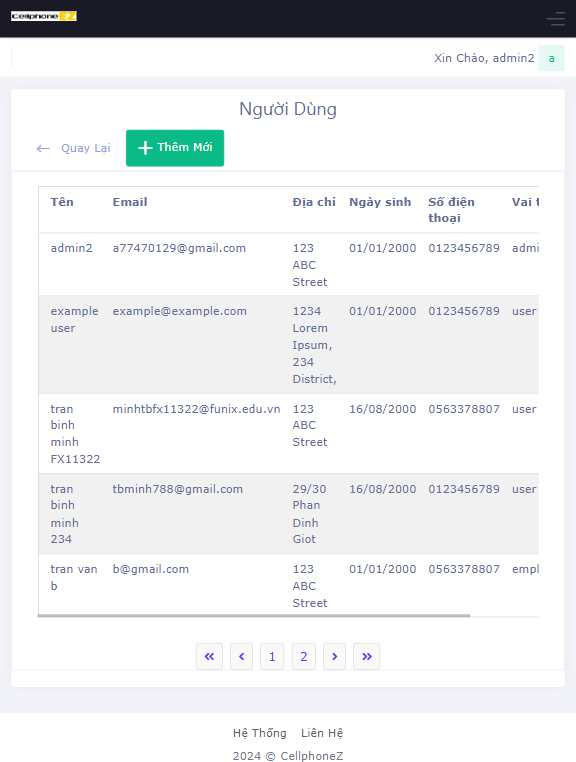 Cellphone Z
Xin Chào, admin2 a
Người Dùng
← Quay Lại + Thêm Mới
Tên Email Địa chỉ Ngày sinh Số điện Vai t
thoại
admin2 a77470129@gmail.com 123 01/01/2000 0123456789 admi
ABC
Street
example example@example.com 1234 01/01/2000 0123456789 user
user Lorem
Ipsum,
234
District,
tran minhtbfx11322@funix.edu.vn 123 16/08/2000 0563378807 user
binh ABC
minh Street
FX11322
tran tbminh788@gmail.com 29/30 16/08/2000 0123456789 user
binh Phan
minh Dinh
234 Giot
tran van b@gmail.com 123 01/01/2000 0563378807 empl
b ABC
Street
« ‹ 1 2 › »
Hệ Thống Liên Hệ
2024 © CellphoneZ